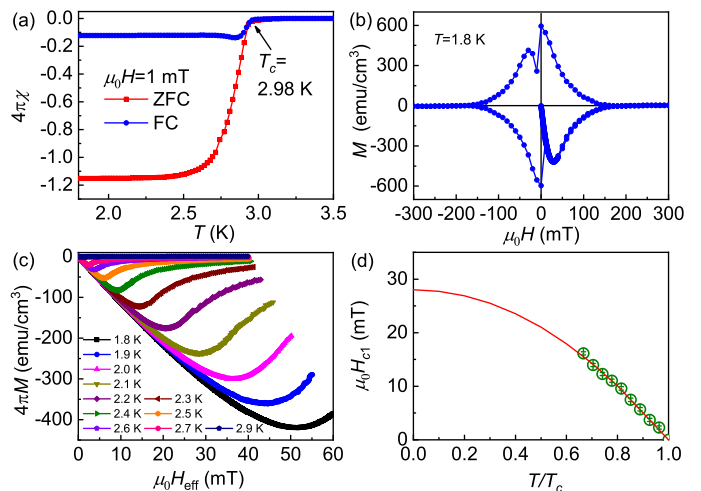 (a)
0.0
-0.2
-0.4
-0.6
-0.8
-1.0
-1.2
4πχ
μ₀H=1 mT
ZFC
FC
T_c=
2.98 K
2.0 2.5 3.0 3.5
T (K)
(b)
600
300
0
-300
-600
M (emu/cm³)
T=1.8 K
-300 -200 -100 0 100 200 300
μ₀H (mT)
(c)
0
-100
-200
-300
-400
4πM (emu/cm³)
1.8 K
1.9 K
2.0 K
2.1 K
2.2 K 2.3 K
2.4 K 2.5 K
2.6 K 2.7 K 2.9 K
0 10 20 30 40 50 60
μ₀H_eff (mT)
(d)
30
20
10
0
μ₀H_c1 (mT)
0.0 0.2 0.4 0.6 0.8 1.0
T/T_c